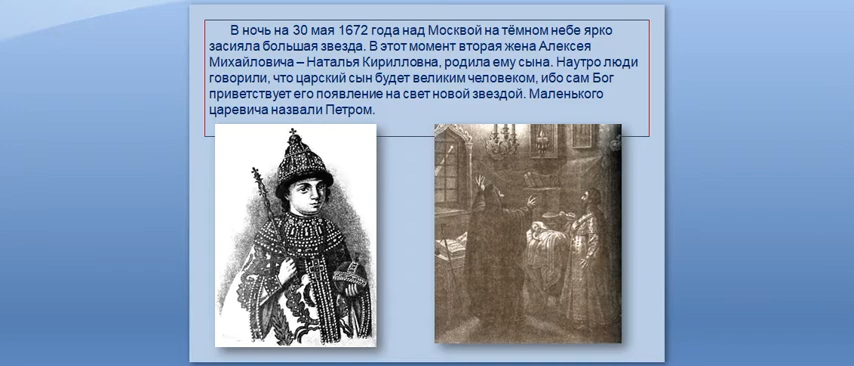 В ночь на 30 мая 1672 года над Москвой на тёмном небе ярко
засияла большая звезда. В этот момент вторая жена Алексея
Михайловича – Наталья Кирилловна, родила ему сына. Наутро люди
говорили, что царский сын будет великим человеком, ибо сам Бог
приветствует его появление на свет новой звездой. Маленького
царевича назвали Петром.